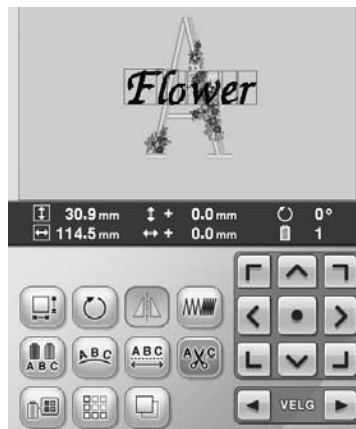 A
Flower
30.9 mm + 0.0 mm 0°
114.5 mm + 0.0 mm 1
ABC ABC ABC A C
VELG